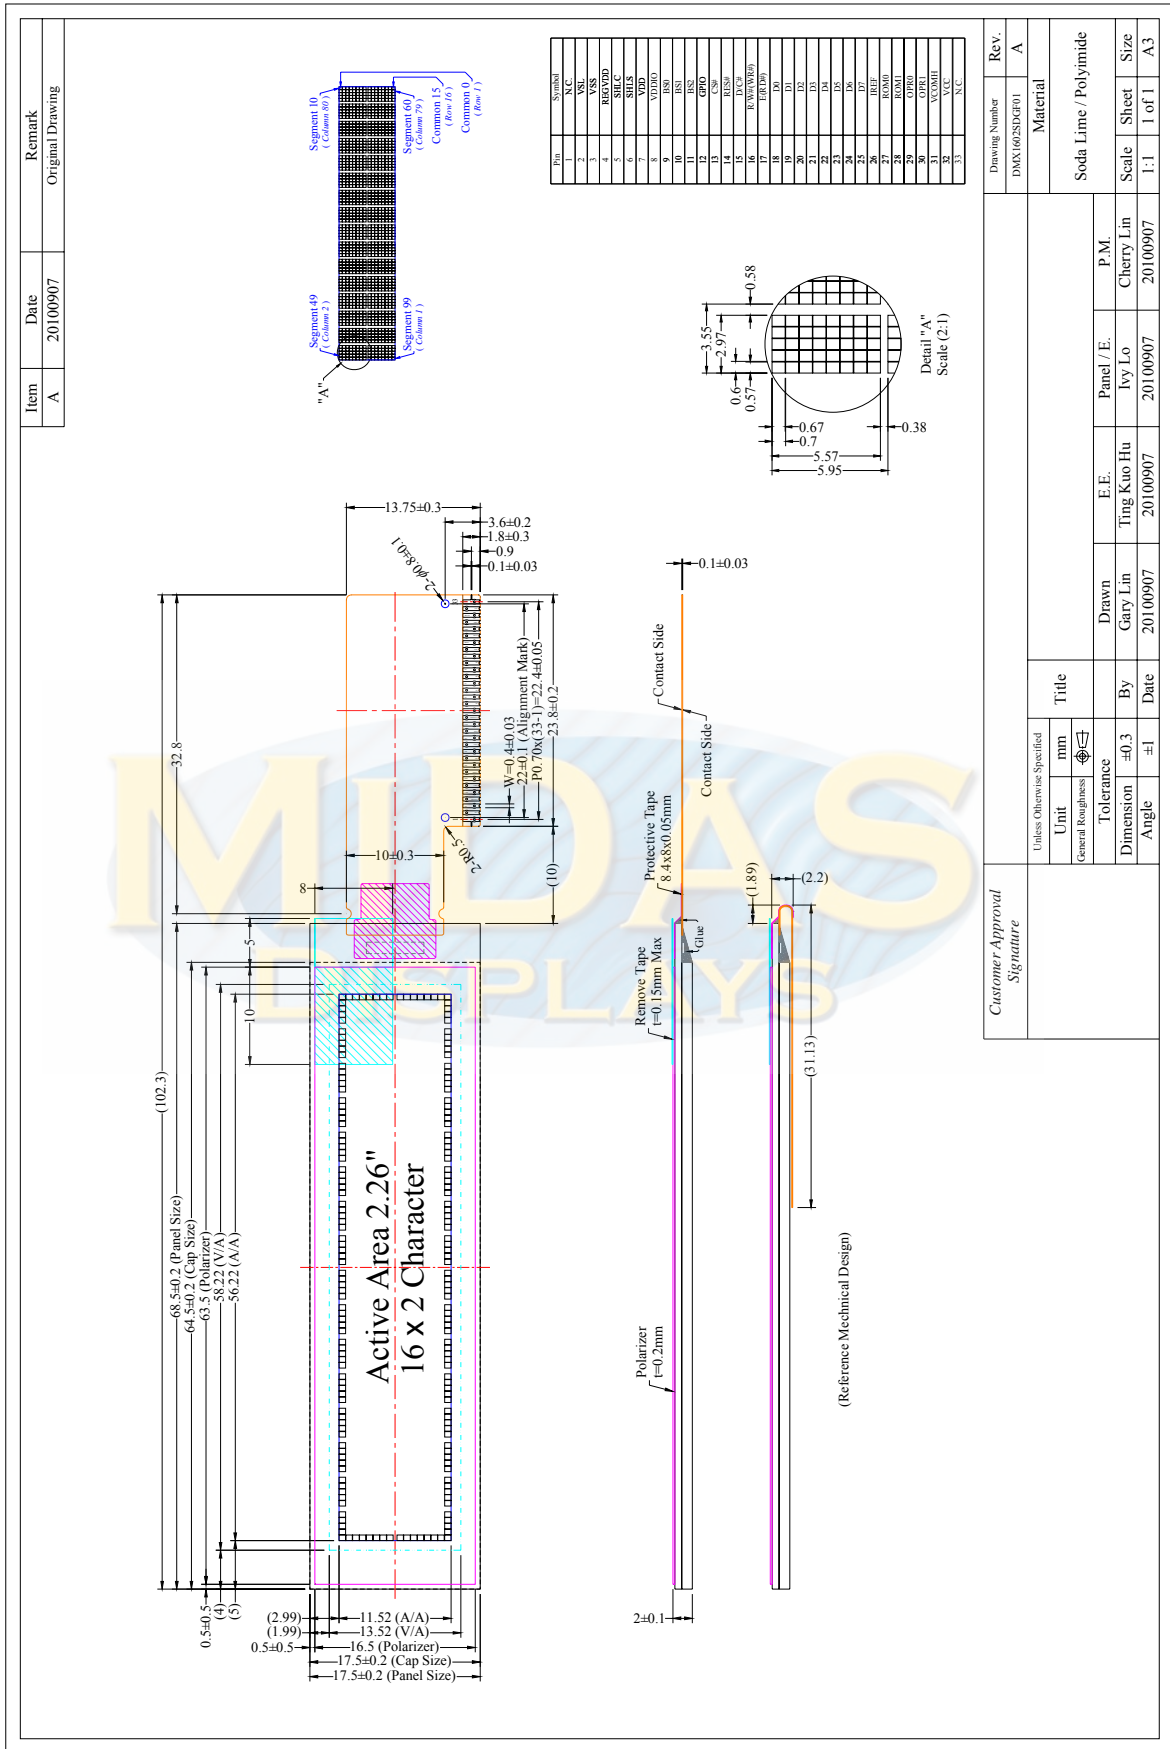 Item Date Remark
A 20100907 Original Drawing
Segment 49
( Column 2 )
Segment 10
( Column 80 )
Segment 99
( Column 1 )
Segment 60
( Column 79 )
Common 15
( Row 16 )
Common 0
( Row 1 )
"A"
Pin Symbol
1 N.C.
2 VSL
3 VSS
4 REGVDD
5 SHLC
6 SHLS
7 VDD
8 VDDIO
9 BS0
10 BS1
11 BS2
12 GPIO
13 CS#
14 RES#
15 D/C#
16 R/W#(WR#)
17 E(RD#)
18 D0
19 D1
20 D2
21 D3
22 D4
23 D5
24 D6
25 D7
26 IREF
27 ROM0
28 ROM1
29 OPR0
30 OPR1
31 VCOMH
32 VCC
33 N.C.
3.55
2.97
0.58
0.6
0.57
0.67
0.7
5.57
5.95
0.38
Detail "A"
Scale (2:1)
(102.3)
32.8
68.5±0.2 (Panel Size)
64.5±0.2 (Cap Size)
63.5 (Polarizer)
58.22 (V/A)
56.22 (A/A)
0.5±0.5
(4)
(5)
10
5
8
10±0.3
13.75±0.3
3.6±0.2
1.8±0.3
0.9
0.1±0.03
2-φ0.8±0.1
2-R0.5
W=0.4±0.03
22±0.1 (Alignment Mark)
P0.70x(33-1)=22.4±0.05
23.8±0.2
(10)
Active Area 2.26"
16 x 2 Character
(2.99)
11.52 (A/A)
(1.99)
13.52 (V/A)
0.5±0.5
16.5 (Polarizer)
17.5±0.2 (Cap Size)
17.5±0.2 (Panel Size)
MIDAS
DISPLAYS
Polarizer
t=0.2mm
Remove Tape
t=0.15mm Max
Protective Tape
8.4x8x0.05mm
Glue
Contact Side
Contact Side
0.1±0.03
2±0.1
(1.89)
(2.2)
(31.13)
(Reference Mechnical Design)
Customer Approval
Signature
Unless Otherwise Specified
Unit mm
General Roughness
Tolerance
Dimension ±0.3
Angle ±1
Title
By
Date
Drawn E.E. Panel / E. P.M.
Gary Lin Ting Kuo Hu Ivy Lo Cherry Lin
20100907 20100907 20100907 20100907
Drawing Number Rev.
DMX1602SDGF01 A
Material
Soda Lime / Polyimide
Scale Sheet Size
1:1 1 of 1 A3